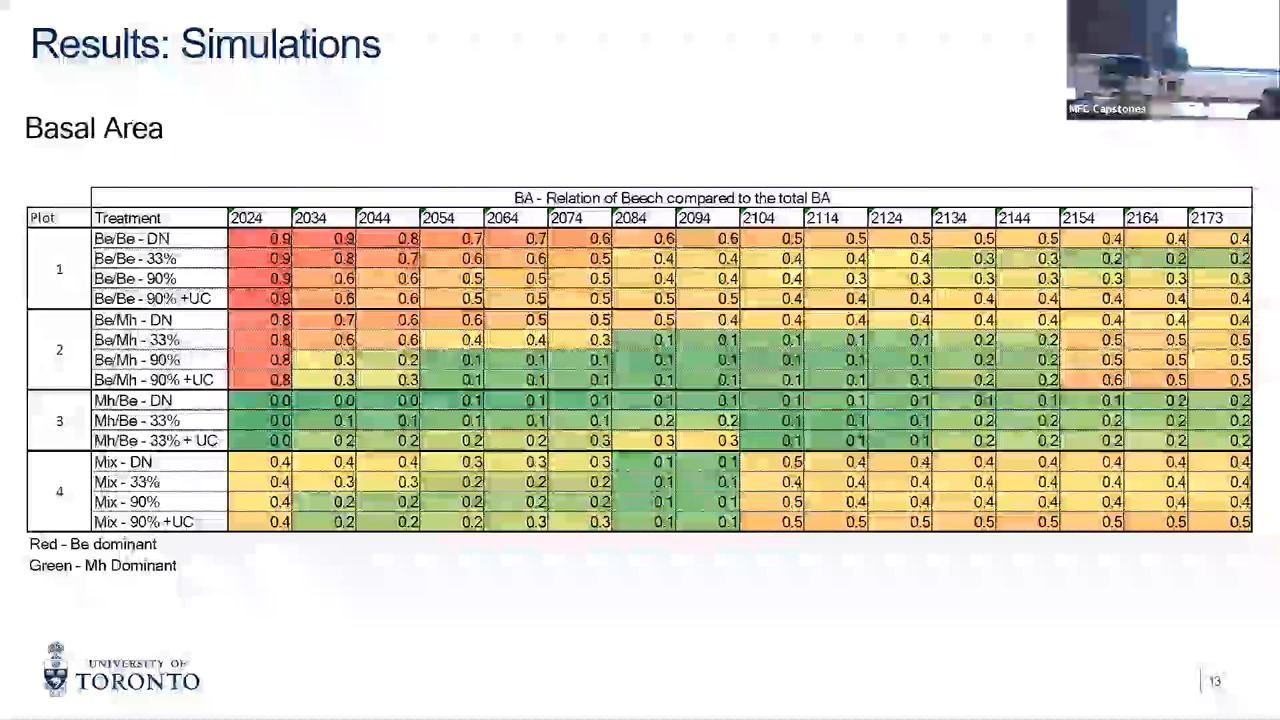 Results: Simulations
MFC Capstones
Basal Area
BA - Relation of Beech compared to the total BA
Plot Treatment 2024 2034 2044 2054 2064 2074 2084 2094 2104 2114 2124 2134 2144 2154 2164 2173
1
Be/Be - DN 0.9 0.9 0.8 0.7 0.7 0.6 0.6 0.6 0.5 0.5 0.5 0.5 0.5 0.4 0.4 0.4
Be/Be - 33% 0.9 0.8 0.7 0.6 0.6 0.5 0.4 0.4 0.4 0.4 0.4 0.3 0.3 0.2 0.2 0.2
Be/Be - 90% 0.9 0.6 0.6 0.5 0.5 0.5 0.4 0.4 0.4 0.3 0.3 0.3 0.3 0.3 0.3 0.3
Be/Be - 90% +UC 0.9 0.6 0.6 0.5 0.5 0.5 0.5 0.5 0.4 0.4 0.4 0.4 0.4 0.4 0.4 0.4
2
Be/Mh - DN 0.8 0.7 0.6 0.6 0.5 0.5 0.5 0.4 0.4 0.4 0.4 0.4 0.4 0.4 0.4 0.4
Be/Mh - 33% 0.8 0.6 0.6 0.4 0.4 0.3 0.1 0.1 0.1 0.1 0.1 0.2 0.2 0.5 0.5 0.5
Be/Mh - 90% 0.8 0.3 0.2 0.1 0.1 0.1 0.1 0.1 0.1 0.1 0.1 0.2 0.2 0.5 0.5 0.5
Be/Mh - 90% +UC 0.8 0.3 0.3 0.1 0.1 0.1 0.1 0.1 0.1 0.1 0.1 0.2 0.2 0.6 0.5 0.5
3
Mh/Be - DN 0.0 0.0 0.0 0.1 0.1 0.1 0.1 0.1 0.1 0.1 0.1 0.1 0.1 0.1 0.2 0.2
Mh/Be - 33% 0.0 0.1 0.1 0.1 0.1 0.1 0.2 0.2 0.1 0.1 0.1 0.2 0.2 0.2 0.2 0.2
Mh/Be - 33% + UC 0.0 0.2 0.2 0.2 0.2 0.3 0.3 0.3 0.1 0.1 0.1 0.2 0.2 0.2 0.2 0.2
4
Mix - DN 0.4 0.4 0.4 0.3 0.3 0.3 0.1 0.1 0.5 0.4 0.4 0.4 0.4 0.4 0.4 0.4
Mix - 33% 0.4 0.3 0.3 0.2 0.2 0.2 0.1 0.1 0.4 0.4 0.4 0.4 0.4 0.4 0.4 0.4
Mix - 90% 0.4 0.2 0.2 0.2 0.2 0.2 0.1 0.1 0.5 0.4 0.4 0.4 0.4 0.4 0.4 0.4
Mix - 90% +UC 0.4 0.2 0.2 0.2 0.3 0.3 0.1 0.1 0.5 0.5 0.5 0.5 0.5 0.5 0.5 0.5
Red - Be dominant
Green - Mh Dominant
UNIVERSITY OF
TORONTO
13